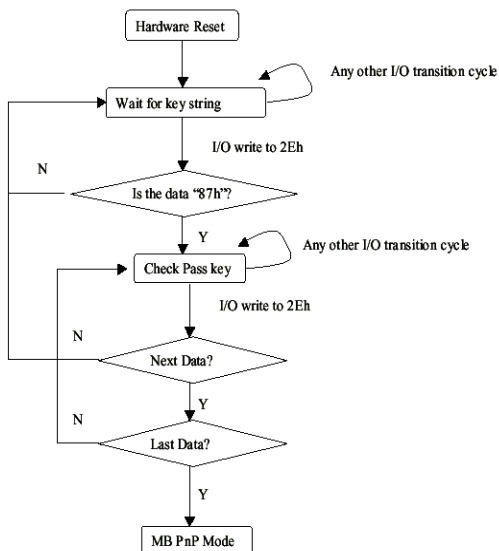 Hardware Reset
Any other I/O transition cycle
Wait for key string
I/O write to 2Eh
N
Is the data “87h”?
Y
Any other I/O transition cycle
Check Pass key
I/O write to 2Eh
N
Next Data?
Y
N
Last Data?
Y
MB PnP Mode